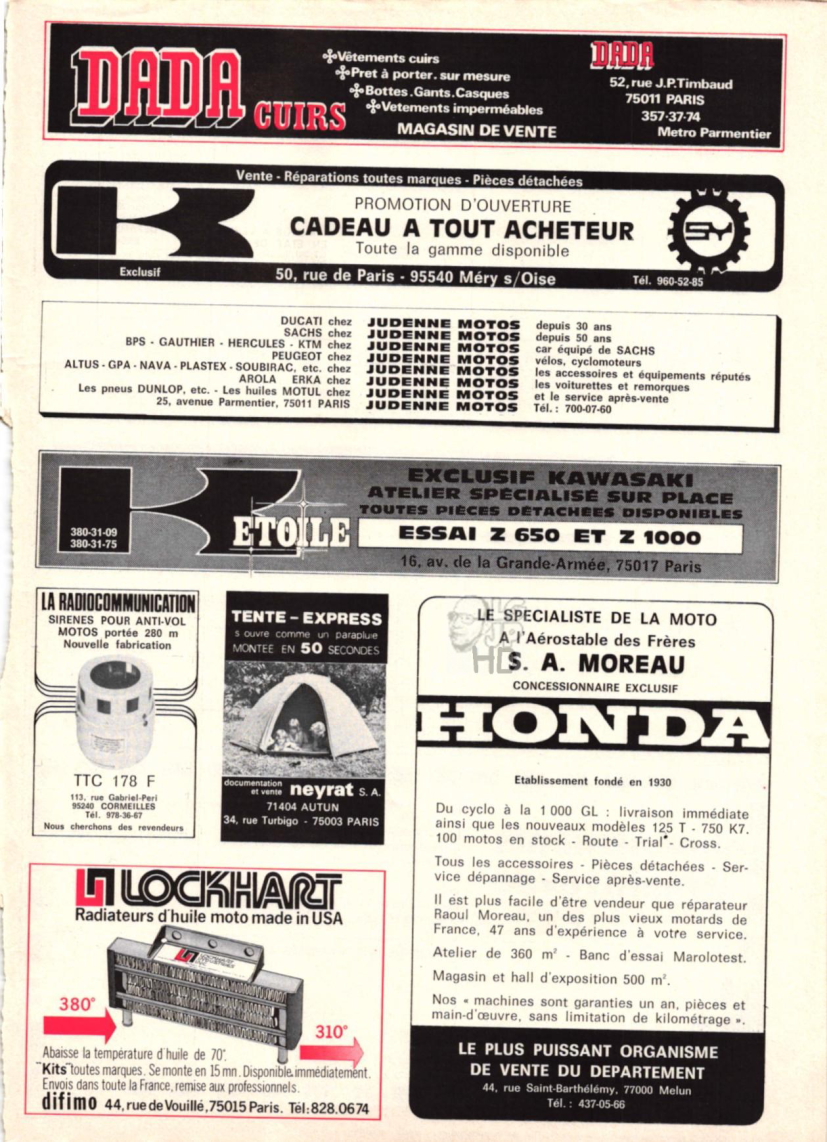 DADA CUIRS
Vêtements cuirs
Pret à porter.sur mesure
Bottes.Gants.Casques
Vetements imperméables
MAGASIN DE VENTE
DADA
52, rue J.P.Timbaud
75011 PARIS
357·37·74
Metro Parmentier
Vente - Réparations toutes marques - Pièces détachées
PROMOTION D'OUVERTURE
CADEAU A TOUT ACHETEUR
Toute la gamme disponible
SY
Exclusif
50, rue de Paris - 95540 Méry s/Oise
Tél. 960-52-85
DUCATI chez JUDENNE MOTOS depuis 30 ans
SACHS chez JUDENNE MOTOS depuis 50 ans
BPS - GAUTHIER - HERCULES - KTM chez JUDENNE MOTOS car équipé de SACHS
PEUGEOT chez JUDENNE MOTOS vélos, cyclomoteurs
ALTUS - GPA - NAVA - PLASTEX - SOUBIRAC, etc. chez JUDENNE MOTOS les accessoires et équipements réputés
AROLA ERKA chez JUDENNE MOTOS les voiturettes et remorques
Les pneus DUNLOP, etc. - Les huiles MOTUL chez JUDENNE MOTOS et le service après-vente
25, avenue Parmentier, 75011 PARIS JUDENNE MOTOS Tél. : 700-07-60
380-31-09
380-31-75
ETOILE
EXCLUSIF KAWASAKI
ATELIER SPÉCIALISÉ SUR PLACE
TOUTES PIÈCES DÉTACHÉES DISPONIBLES
ESSAI Z 650 ET Z 1000
16, av. de la Grande-Armée, 75017 Paris
LA RADIOCOMMUNICATION
SIRENES POUR ANTI-VOL
MOTOS portée 280 m
Nouvelle fabrication
TTC 178 F
113, rue Gabriel-Peri
95240 CORMEILLES
Tél. 978-36-67
Nous cherchons des revendeurs
TENTE-EXPRESS
s ouvre comme un parapluie
MONTEE EN 50 SECONDES
documentation
et vente neyrat S.A.
71404 AUTUN
34, rue Turbigo - 75003 PARIS
LE SPECIALISTE DE LA MOTO
A l'Aérostable des Frères
S. A. MOREAU
CONCESSIONNAIRE EXCLUSIF
HONDA
Etablissement fondé en 1930
Du cyclo à la 1000 GL : livraison immédiate
ainsi que les nouveaux modèles 125 T - 750 K7.
100 motos en stock - Route - Trial - Cross.
Tous les accessoires - Pièces détachées - Ser-
vice dépannage - Service après-vente.
Il est plus facile d'être vendeur que réparateur
Raoul Moreau, un des plus vieux motards de
France, 47 ans d'expérience à votre service.
Atelier de 360 m² - Banc d'essai Marolotest.
Magasin et hall d'exposition 500 m².
Nos « machines sont garanties un an, pièces et
main-d'œuvre, sans limitation de kilométrage ».
LE PLUS PUISSANT ORGANISME
DE VENTE DU DEPARTEMENT
44, rue Saint-Barthélémy, 77000 Melun
Tél. : 437-05-66
LOCKHART
Radiateurs d'huile moto made in USA
380°
310°
Abaisse la température d'huile de 70°.
"Kits" toutes marques. Se monte en 15 mn. Disponible immédiatement.
Envois dans toute la France, remise aux professionnels.
difimo 44, rue de Vouillé, 75015 Paris. Tél: 828.0674